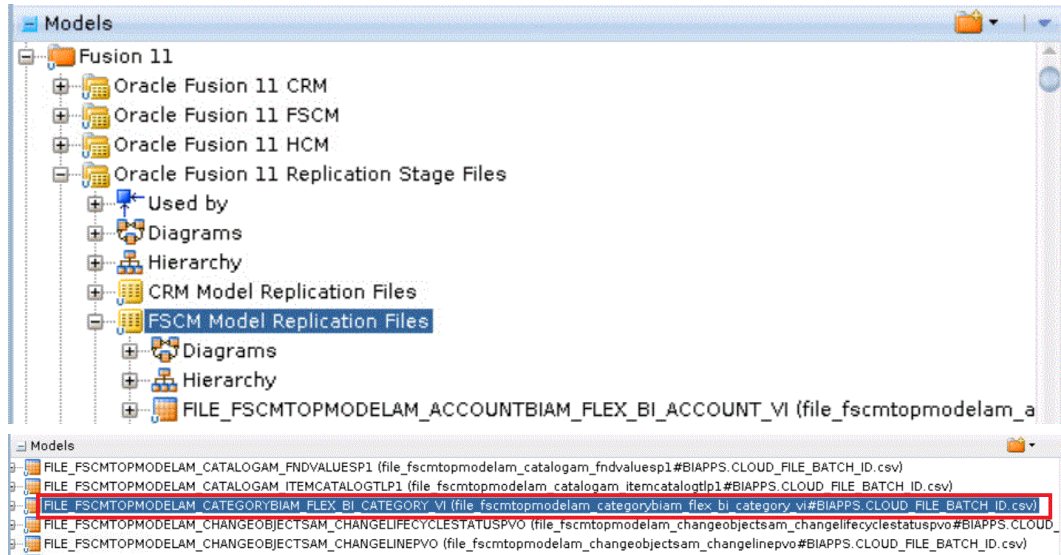 Models
Fusion 11
Oracle Fusion 11 CRM
Oracle Fusion 11 FSCM
Oracle Fusion 11 HCM
Oracle Fusion 11 Replication Stage Files
Used by
Diagrams
Hierarchy
CRM Model Replication Files
FSCM Model Replication Files
Diagrams
Hierarchy
FILE_FSCMTOPMODELAM_ACCOUNTBIAM_FLEX_BI_ACCOUNT_VI (file_fscmtopmodelam_a
Models
FILE_FSCMTOPMODELAM_CATALOGAM_FNDVALUESP1 (file_fscmtopmodelam_catalogam_fndvaluesp1#BIAPPS.CLOUD_FILE_BATCH_ID.csv)
FILE_FSCMTOPMODELAM_CATALOGAM_ITEMCATALOGTLP1 (file_fscmtopmodelam_catalogam_itemcatalogtlp1#BIAPPS.CLOUD_FILE_BATCH_ID.csv)
FILE_FSCMTOPMODELAM_CATEGORYBIAM_FLEX_BI_CATEGORY_VI (file_fscmtopmodelam_categorybiam_flex_bi_category_vi#BIAPPS.CLOUD_FILE_BATCH_ID.csv)
FILE_FSCMTOPMODELAM_CHANGEOBJECTSAM_CHANGELIFECYCLESTATUSPVO (file_fscmtopmodelam_changeobjectsam_changelifecyclestatuspvo#BIAPPS.CLOUD_
FILE_FSCMTOPMODELAM_CHANGEOBJECTSAM_CHANGELINEPVO (file_fscmtopmodelam_changeobjectsam_changelinepvo#BIAPPS.CLOUD_FILE_BATCH_ID.csv)